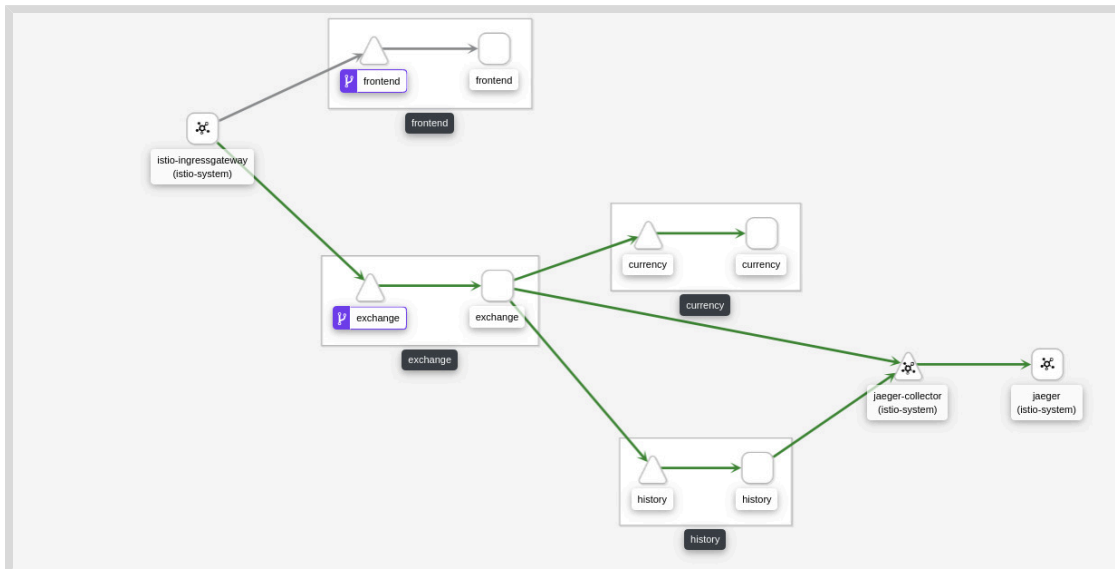 frontend
frontend
frontend
istio-ingressgateway
(istio-system)
currency
currency
currency
exchange
exchange
exchange
jaeger-collector
(istio-system)
jaeger
(istio-system)
history
history
history